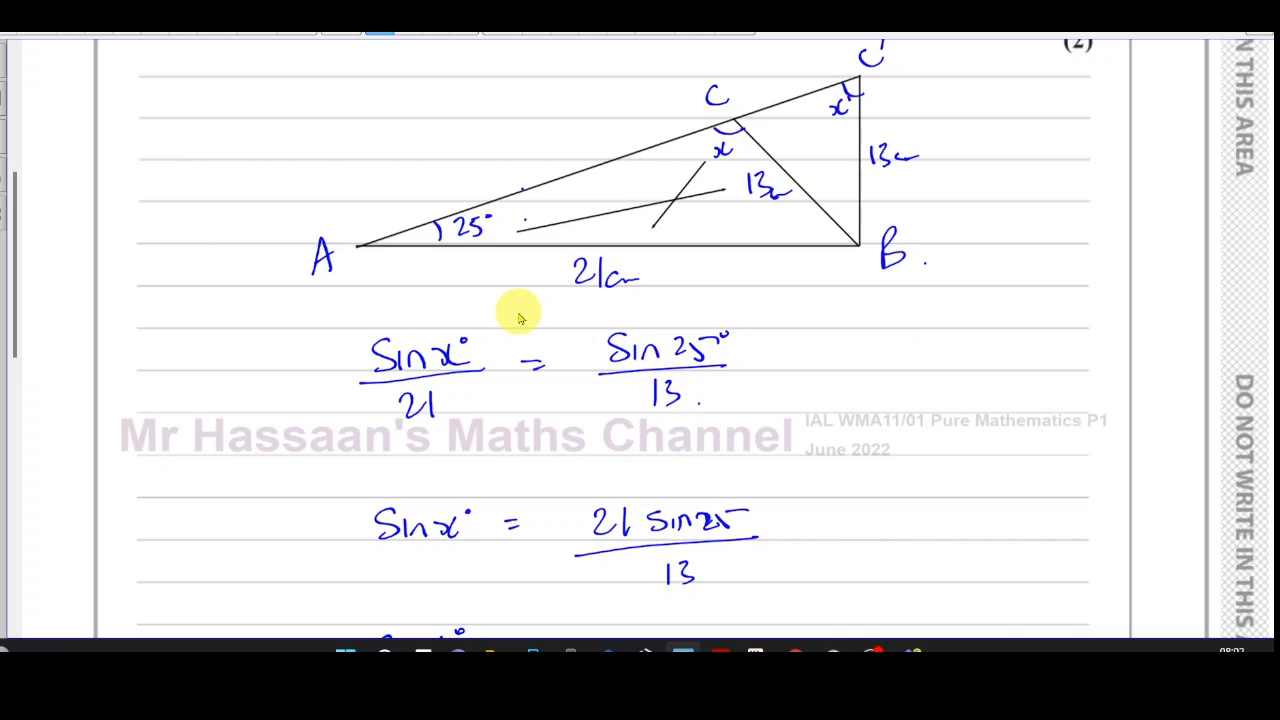 (2)
C'
C
x
x
13cm
13cm
25°
A
B.
21cm
Sin x° = Sin 25°
21 13.
Mr Hassaan's Maths Channel
IAL WMA11/01 Pure Mathematics P1
June 2022
Sin x° = 21 Sin 25
13
N THIS AREA
DO NOT WRITE IN THIS